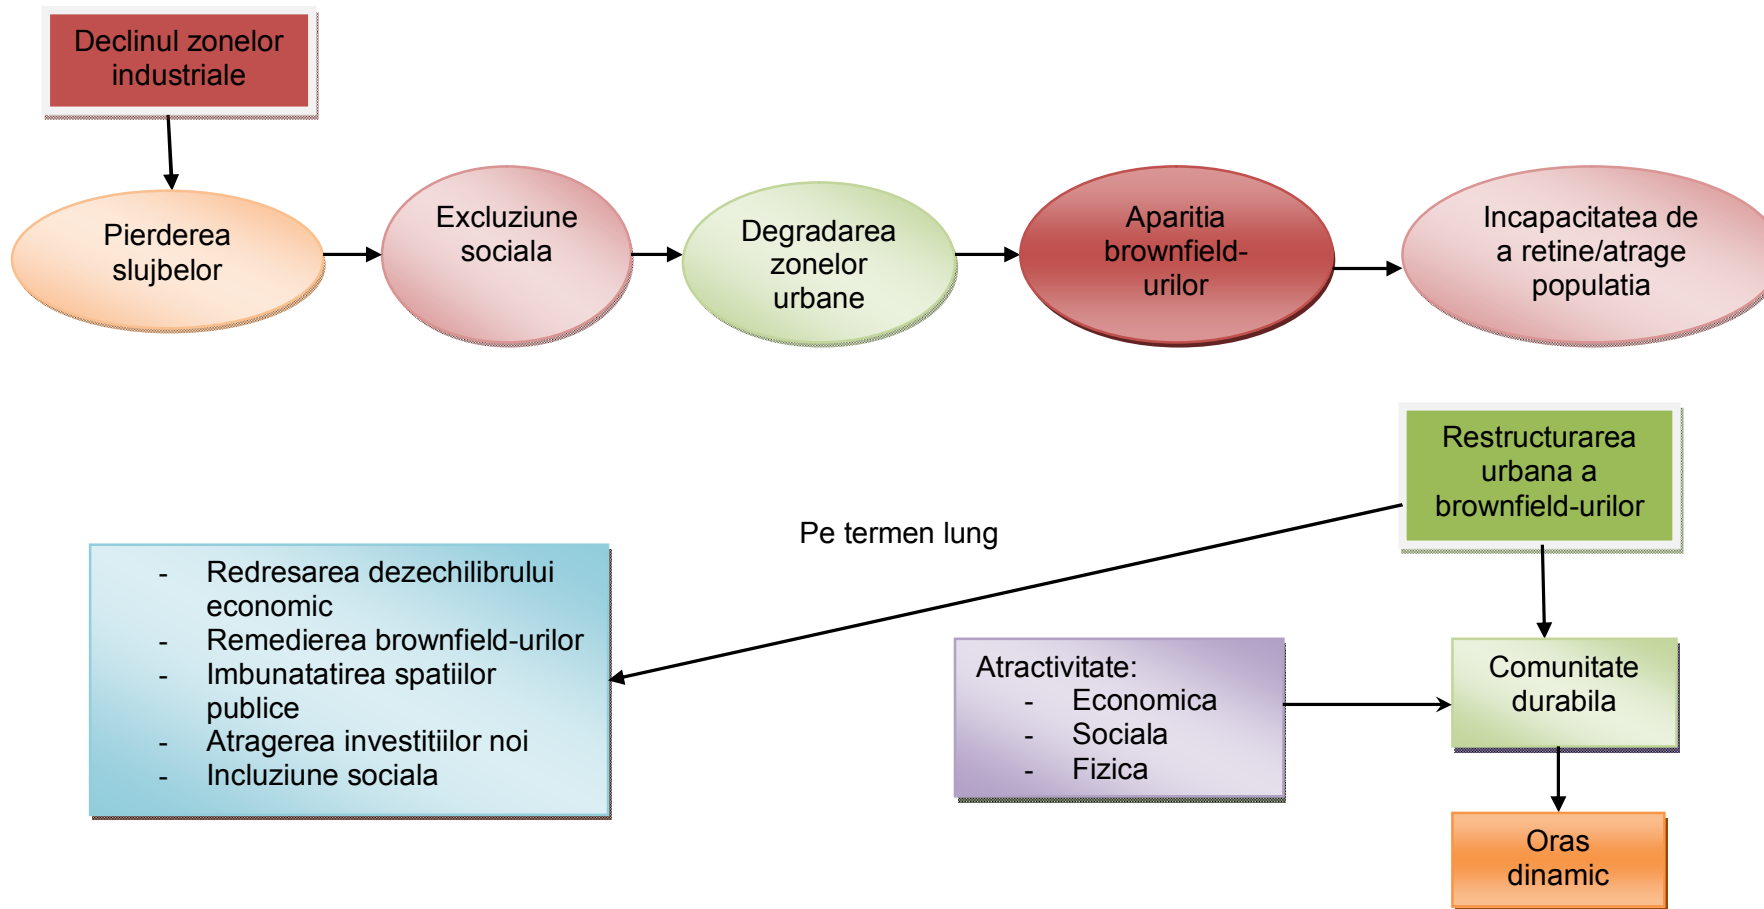 Declinul zonelor
industriale
Pierderea
slujbelor
Excluziune
sociala
Degradarea
zonelor
urbane
Aparitia
brownfield-
urilor
Incapacitatea de
a retine/atrage
populatia
Restructurarea
urbana a
brownfield-urilor
Pe termen lung
- Redresarea dezechilibrului
economic
- Remedierea brownfield-urilor
- Imbunatatirea spatiilor
publice
- Atragerea investitiilor noi
- Incluziune sociala
Atractivitate:
- Economica
- Sociala
- Fizica
Comunitate
durabila
Oras
dinamic